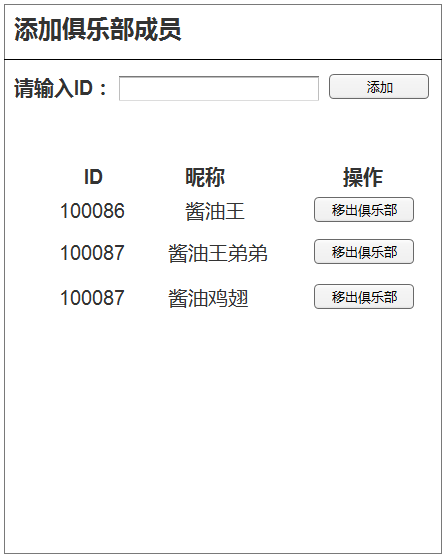 添加俱乐部成员
请输入ID： 添加
ID 昵称 操作
100086 酱油王 移出俱乐部
100087 酱油王弟弟 移出俱乐部
100087 酱油鸡翅 移出俱乐部